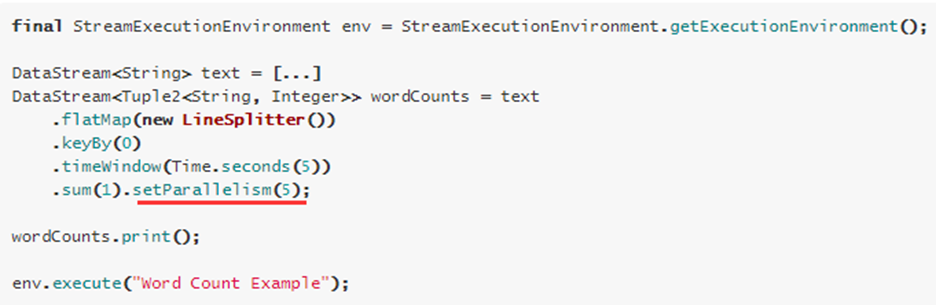 final StreamExecutionEnvironment env = StreamExecutionEnvironment.getExecutionEnvironment();
DataStream<String> text = [...]
DataStream<Tuple2<String, Integer>> wordCounts = text
.flatMap(new LineSplitter())
.keyBy(0)
.timeWindow(Time.seconds(5))
.sum(1).setParallelism(5);
wordCounts.print();
env.execute("Word Count Example");